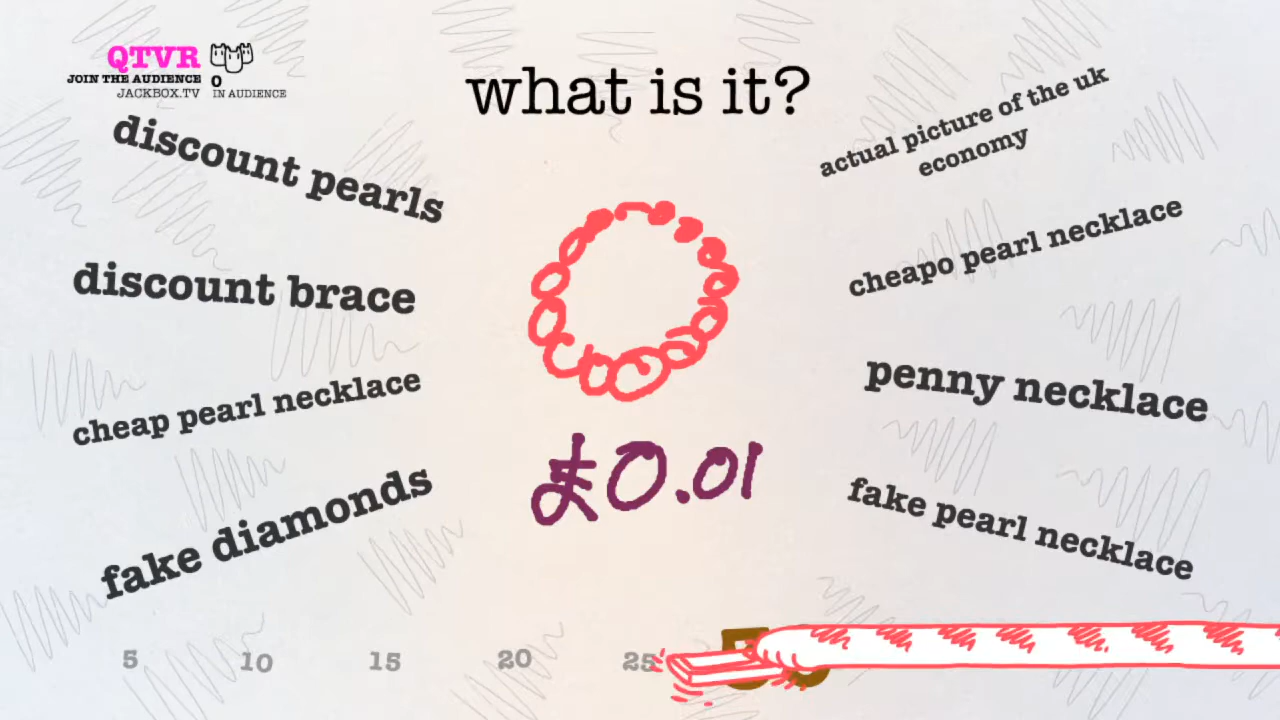 QTVR
JOIN THE AUDIENCE
JACKBOX.TV
0
IN AUDIENCE
what is it?
discount pearls
discount brace
cheap pearl necklace
fake diamonds
actual picture of the uk
economy
cheapo pearl necklace
penny necklace
fake pearl necklace
£0.01
5 10 15 20 25